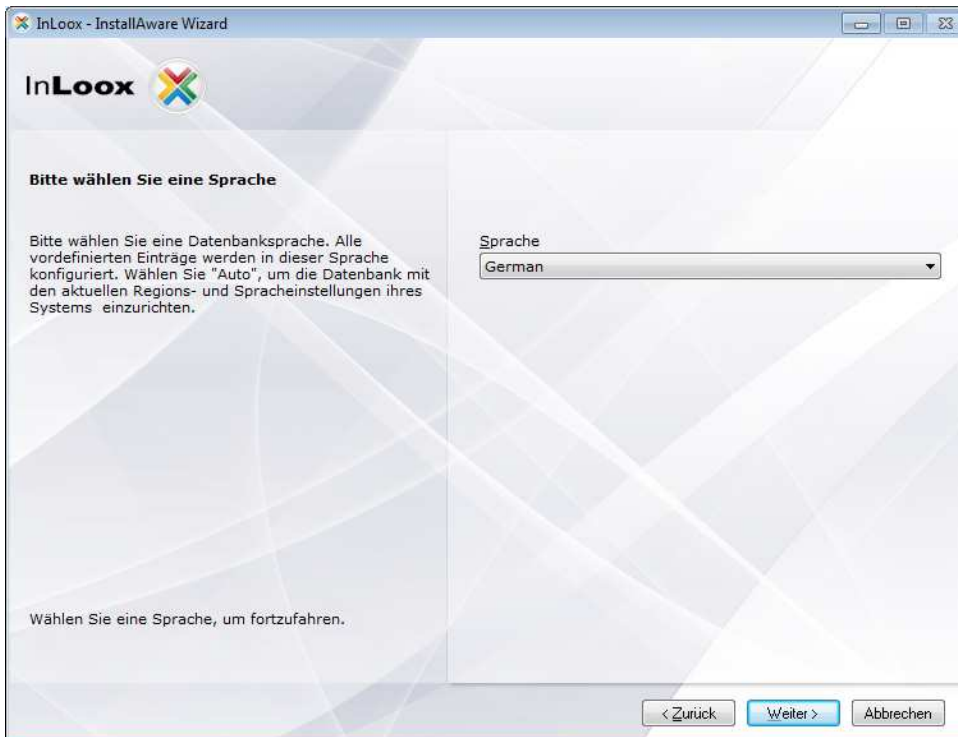 InLoox - InstallAware Wizard
InLoox
Bitte wählen Sie eine Sprache
Bitte wählen Sie eine Datenbanksprache. Alle
vordefinierten Einträge werden in dieser Sprache
konfiguriert. Wählen Sie "Auto", um die Datenbank mit
den aktuellen Regions- und Spracheinstellungen ihres
Systems einzurichten.
Sprache
German
Wählen Sie eine Sprache, um fortzufahren.
< Zurück
Weiter >
Abbrechen